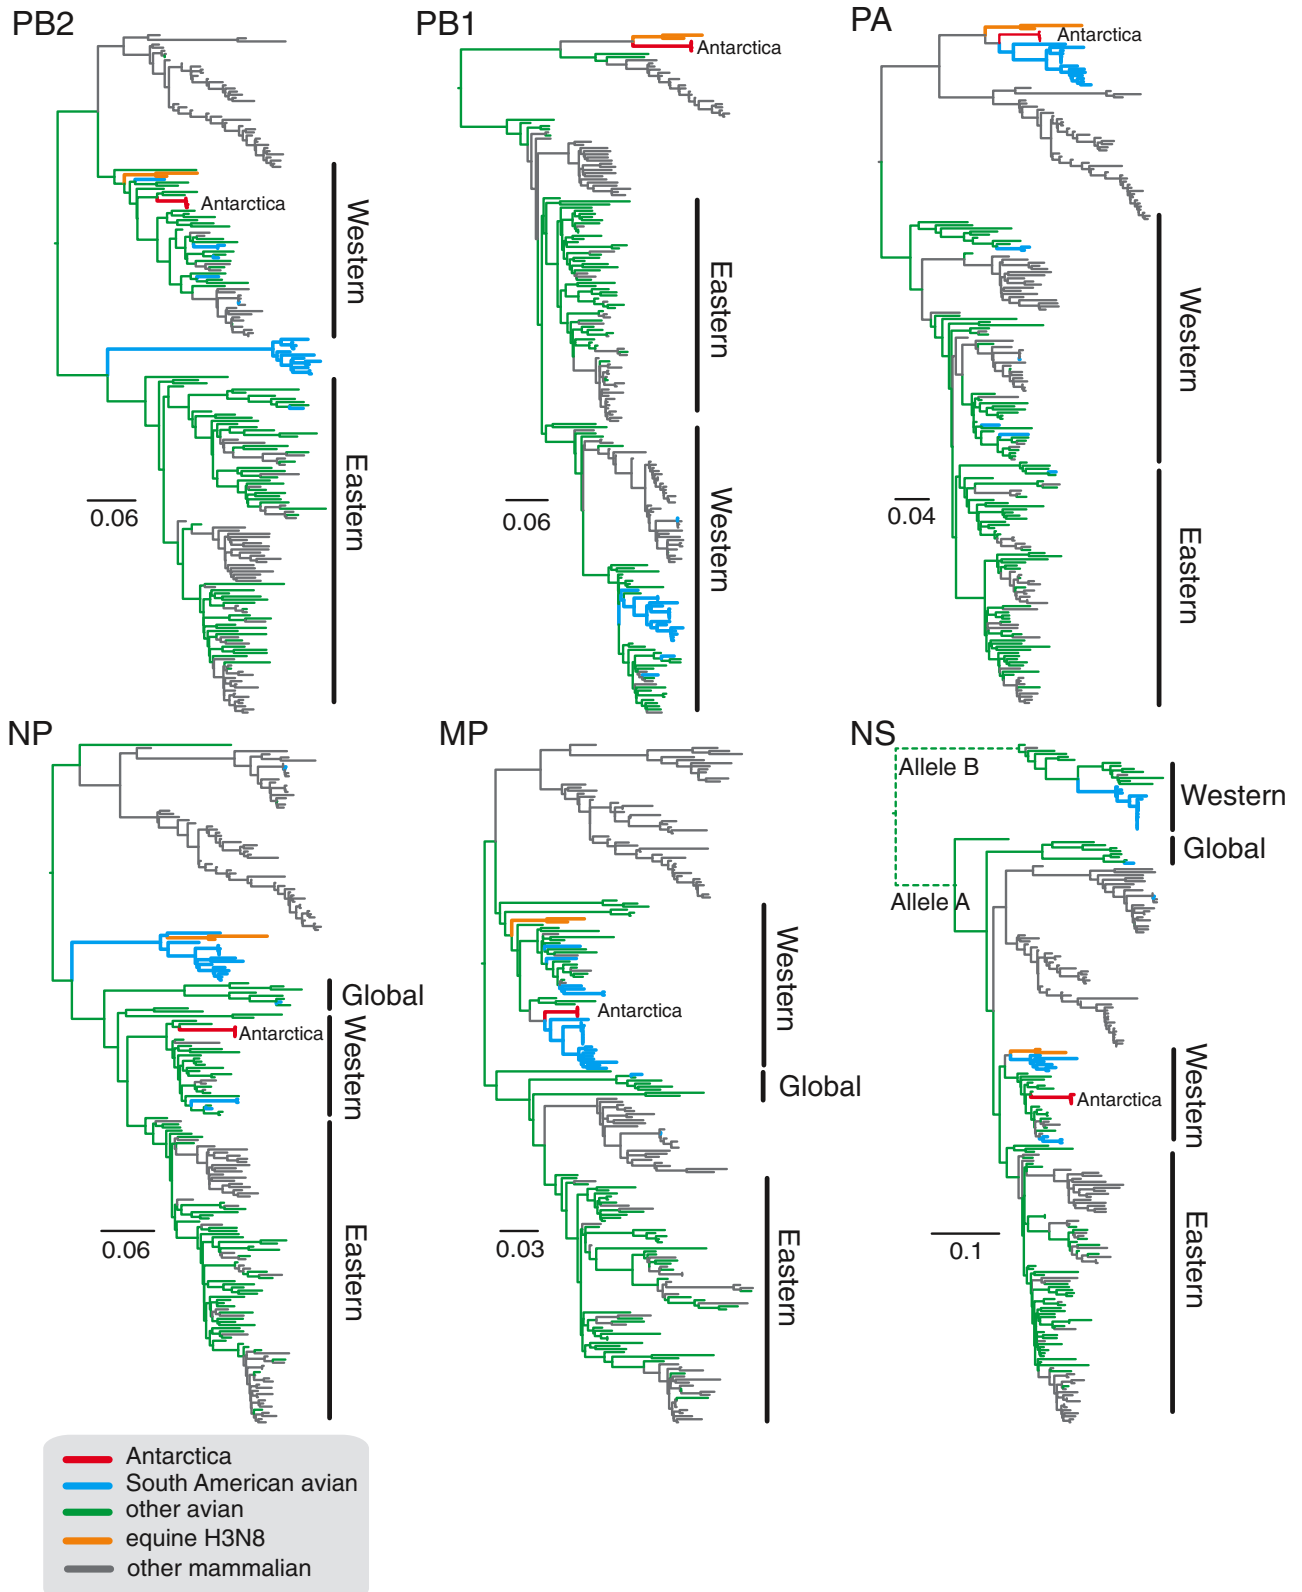 PB2
PB1
PA
Antarctica
Antarctica
Antarctica
Western
Eastern
Western
0.06
0.06
0.04
Eastern
Western
Eastern
NP
MP
NS
Allele B
Western
Global
Allele A
Global
Western
Antarctica
Western
Antarctica
Global
Western
Antarctica
Eastern
0.06
0.03
Eastern
0.1
Eastern
Antarctica
South American avian
other avian
equine H3N8
other mammalian